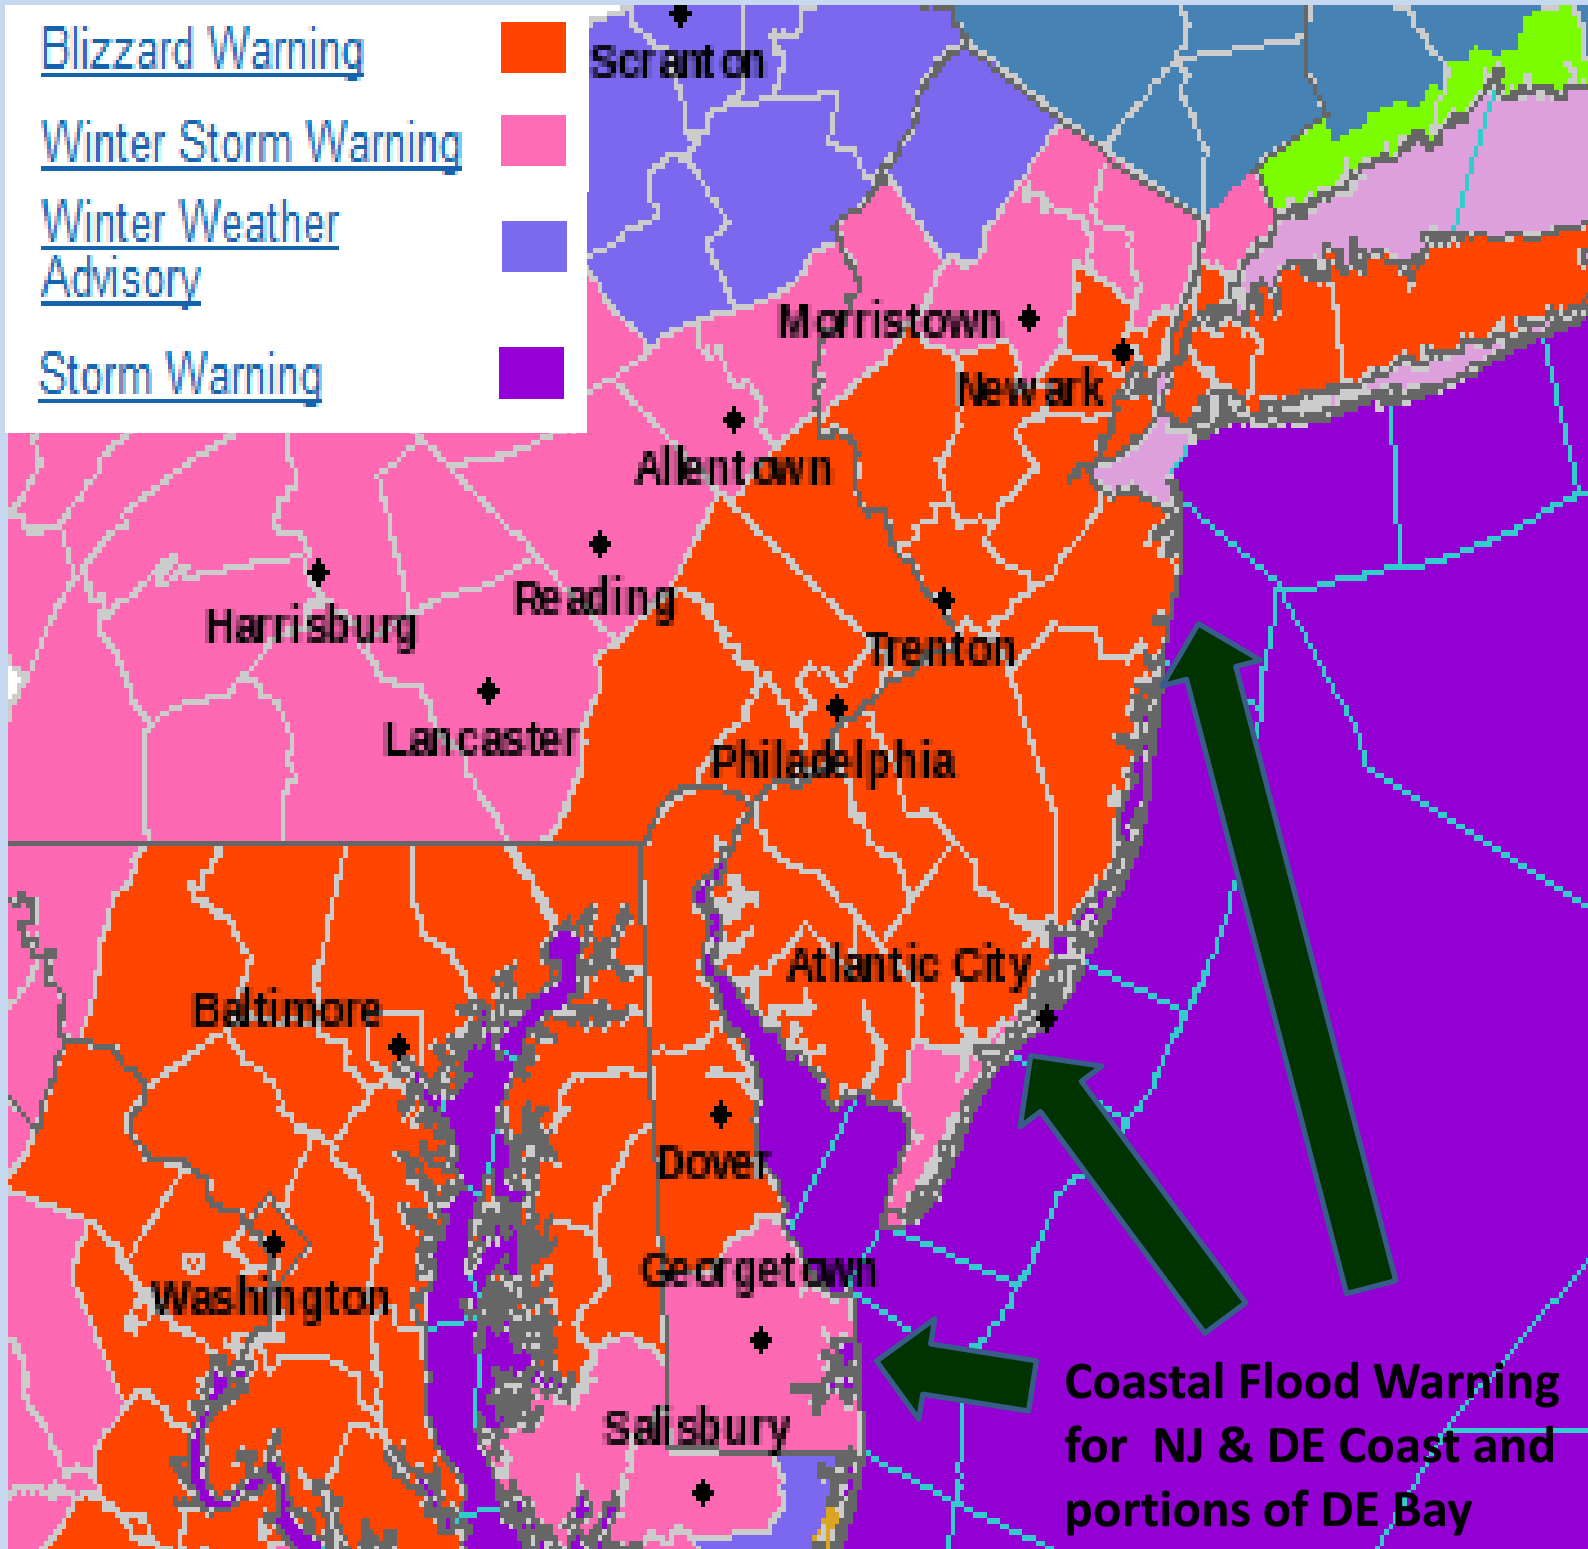 Blizzard Warning
Winter Storm Warning
Winter Weather
Advisory
Storm Warning
Scranton
Morristown
Newark
Allentown
Reading
Harrisburg
Trenton
Lancaster
Philadelphia
Atlantic City
Baltimore
Dover
Georgetown
Washington
Salisbury
Coastal Flood Warning
for NJ & DE Coast and
portions of DE Bay